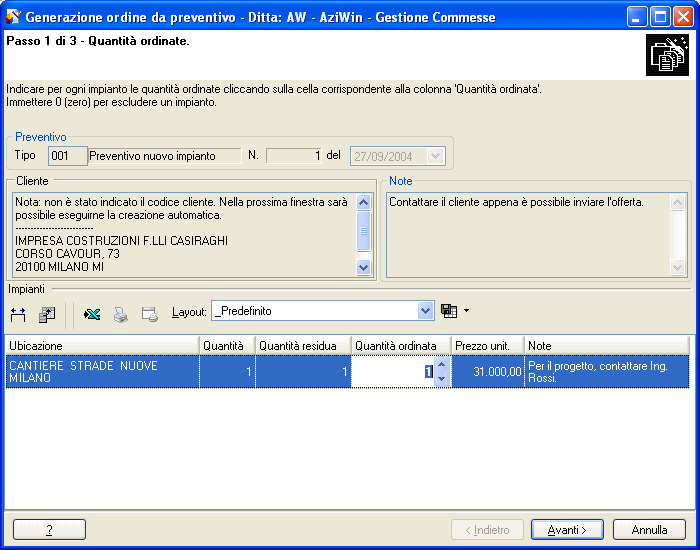 Generazione ordine da preventivo - Ditta: AW - AziWin - Gestione Commesse
Passo 1 di 3 - Quantità ordinate.
Indicare per ogni impianto le quantità ordinate cliccando sulla cella corrispondente alla colonna 'Quantità ordinata'.
Immettere 0 (zero) per escludere un impianto.
Preventivo
Tipo 001 Preventivo nuovo impianto N. 1 del 27/09/2004
Cliente
Nota: non è stato indicato il codice cliente. Nella prossima finestra sarà
possibile eseguirne la creazione automatica.
--------------------------
IMPRESA COSTRUZIONI F.LLI CASIRAGHI
CORSO CAVOUR, 73
20100 MILANO MI
Note
Contattare il cliente appena è possibile inviare l'offerta.
Impianti
Layout: _Predefinito
Ubicazione Quantità Quantità residua Quantità ordinata Prezzo unit. Note
CANTIERE STRADE NUOVE
MILANO
1 1 1 31.000,00
Per il progetto, contattare Ing.
Rossi.
? < Indietro Avanti > Annulla